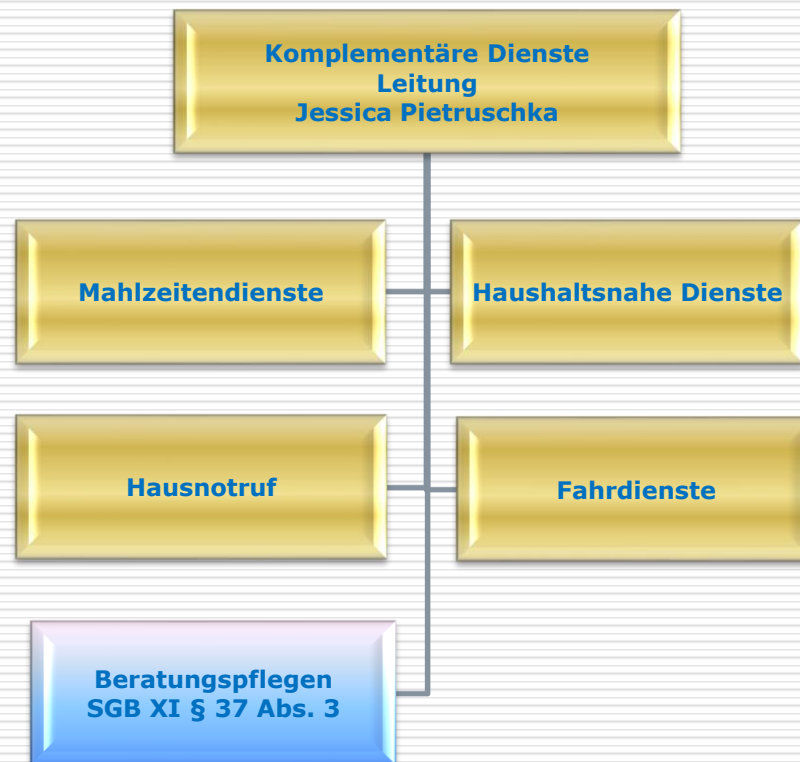 Komplementäre Dienste
Leitung
Jessica Pietruschka
Mahlzeitendienste
Haushaltsnahe Dienste
Hausnotruf
Fahrdienste
Beratungspflegen
SGB XI § 37 Abs. 3